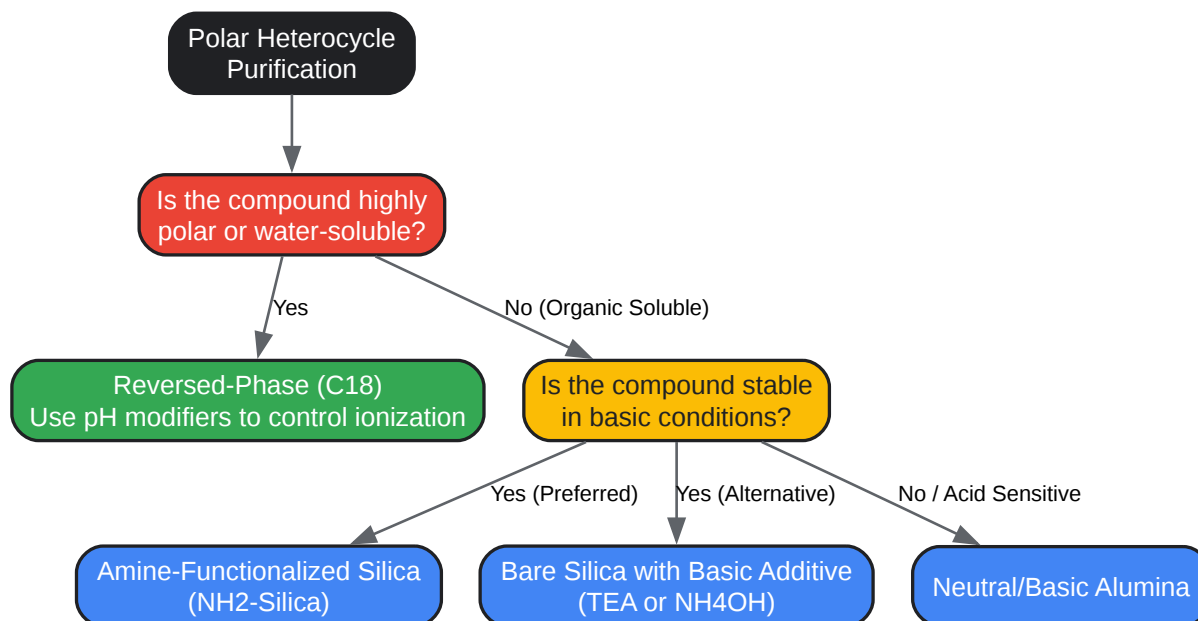 Polar Heterocycle
Purification
Is the compound highly
polar or water-soluble?
Yes
No (Organic Soluble)
Reversed-Phase (C18)
Use pH modifiers to control ionization
Is the compound stable
in basic conditions?
Yes (Preferred)
Yes (Alternative)
No / Acid Sensitive
Amine-Functionalized Silica
(NH2-Silica)
Bare Silica with Basic Additive
(TEA or NH4OH)
Neutral/Basic Alumina